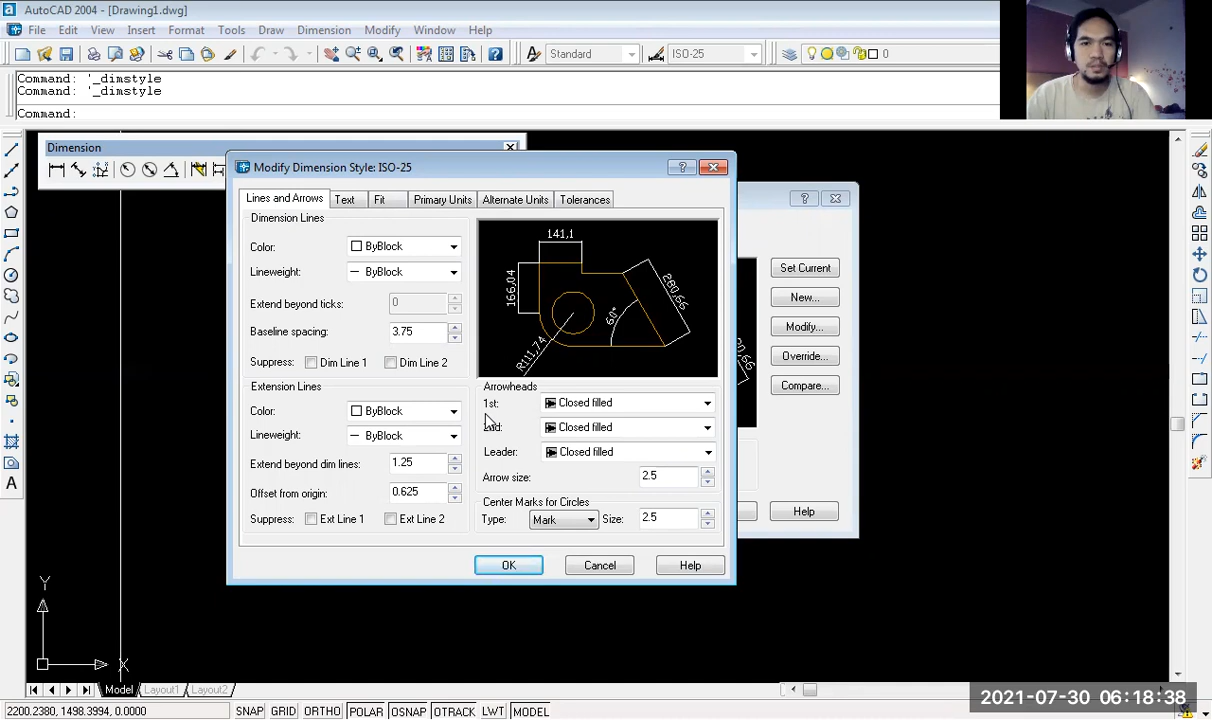 AutoCAD 2004 - [Drawing1.dwg]
File Edit View Insert Format Tools Draw Dimension Modify Window Help
Standard ISO-25 0
Command: '_dimstyle
Command: '_dimstyle
Command:
Dimension
Modify Dimension Style: ISO-25
Lines and Arrows Text Fit Primary Units Alternate Units Tolerances
Dimension Lines
Color: ByBlock
Lineweight: ByBlock
Extend beyond ticks: 0
Baseline spacing: 3.75
Suppress: Dim Line 1 Dim Line 2
Extension Lines
Color: ByBlock
Lineweight: ByBlock
Extend beyond dim lines: 1.25
Offset from origin: 0.625
Suppress: Ext Line 1 Ext Line 2
141,1
166,04
280,66
60°
R111,74
Arrowheads
1st: Closed filled
2nd: Closed filled
Leader: Closed filled
Arrow size: 2.5
Center Marks for Circles
Type: Mark Size: 2.5
OK Cancel Help
Set Current
New...
Modify...
Override...
Compare...
Help
Y
X
Model Layout1 Layout2
2200.2380, 1498.3994, 0.0000 SNAP GRID ORTHO POLAR OSNAP OTRACK LWT MODEL
2021-07-30 06:18:38